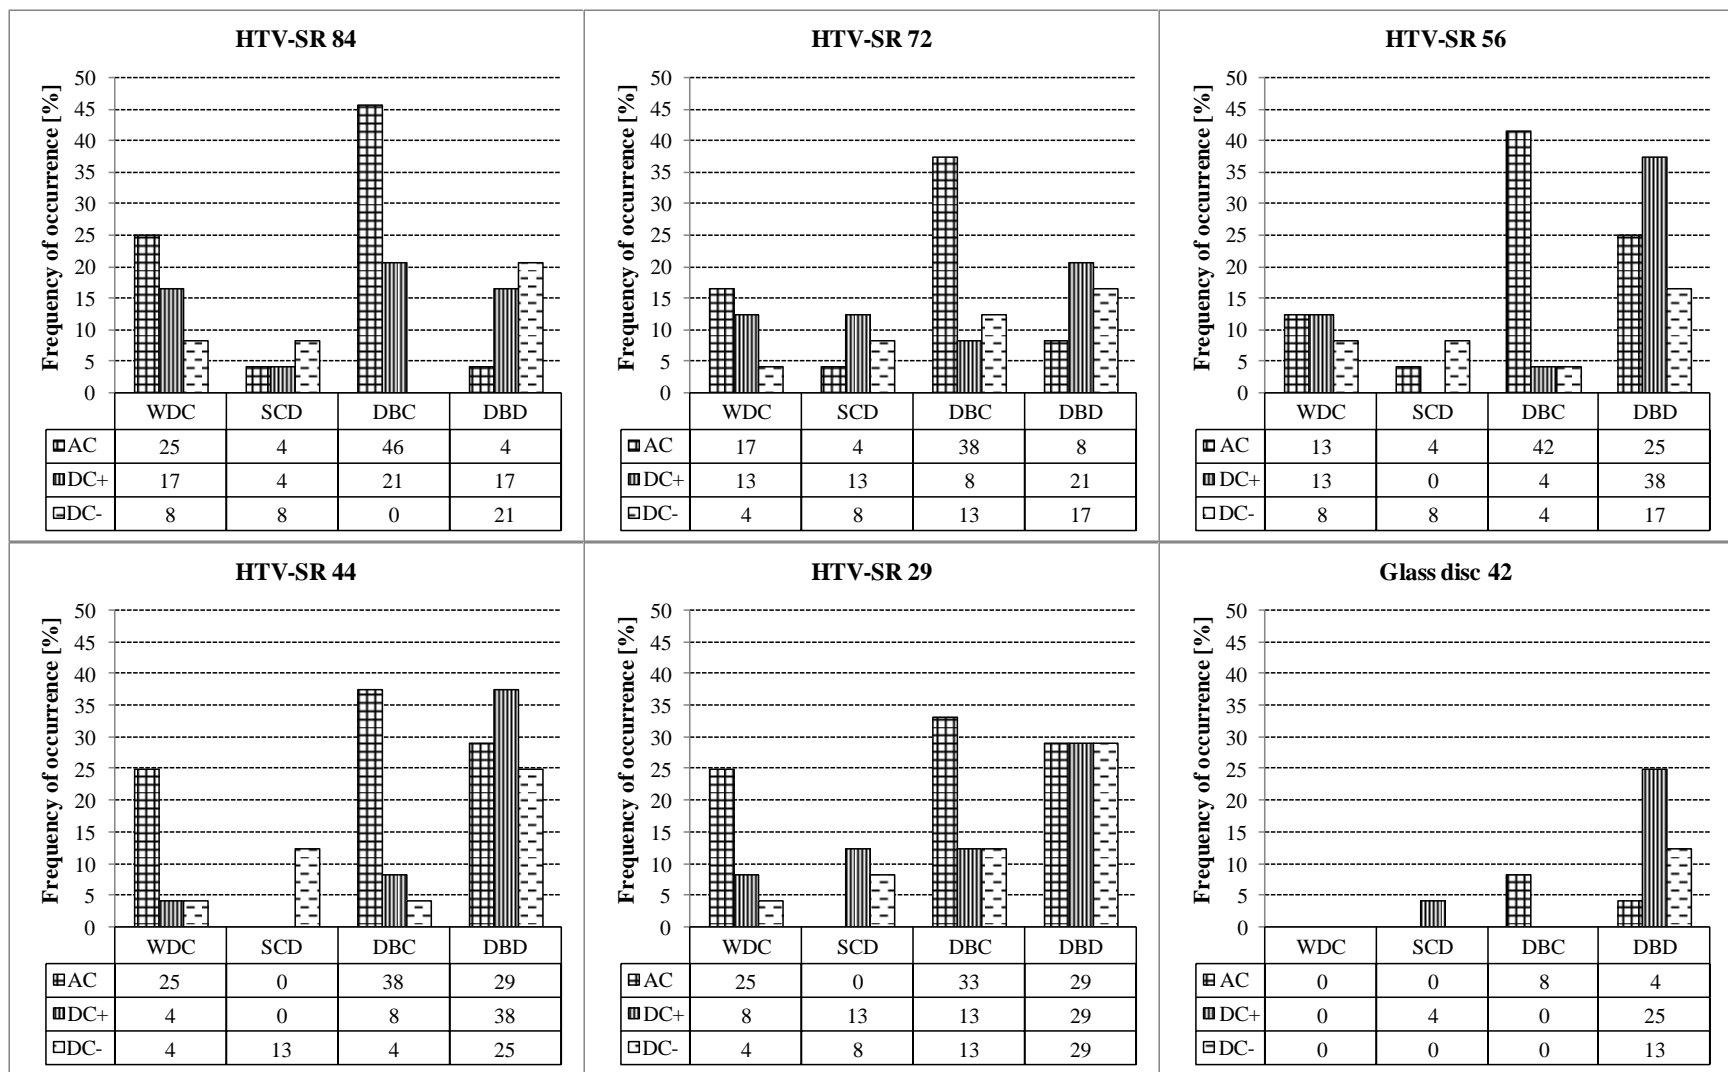 HTV-SR 84
Frequency of occurrence [%]
50
45
40
35
30
25
20
15
10
5
0
WDC SCD DBC DBD
AC 25 4 46 4
DC+ 17 4 21 17
DC- 8 8 0 21
HTV-SR 72
Frequency of occurrence [%]
50
45
40
35
30
25
20
15
10
5
0
WDC SCD DBC DBD
AC 17 4 38 8
DC+ 13 13 8 21
DC- 4 8 13 17
HTV-SR 56
Frequency of occurrence [%]
50
45
40
35
30
25
20
15
10
5
0
WDC SCD DBC DBD
AC 13 4 42 25
DC+ 13 0 4 38
DC- 8 8 4 17
HTV-SR 44
Frequency of occurrence [%]
50
45
40
35
30
25
20
15
10
5
0
WDC SCD DBC DBD
AC 25 0 38 29
DC+ 4 0 8 38
DC- 4 13 4 25
HTV-SR 29
Frequency of occurrence [%]
50
45
40
35
30
25
20
15
10
5
0
WDC SCD DBC DBD
AC 25 0 33 29
DC+ 8 13 13 29
DC- 4 8 13 29
Glass disc 42
Frequency of occurrence [%]
50
45
40
35
30
25
20
15
10
5
0
WDC SCD DBC DBD
AC 0 0 8 4
DC+ 0 4 0 25
DC- 0 0 0 13